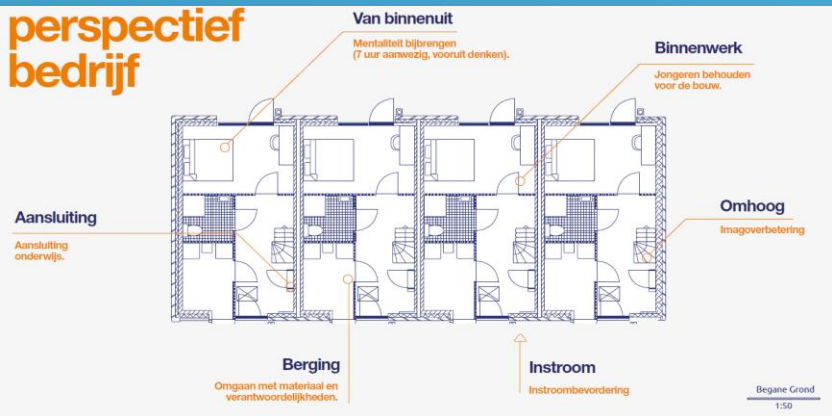 perspectief
bedrijf
Van binnenuit
Mentaliteit bijbrengen
(7 uur aanwezig, vooruit denken).
Binnenwerk
Jongeren behouden
voor de bouw.
Aansluiting
Aansluiting
onderwijs.
Omhoog
Imagoverbetering
Berging
Omgaan met materiaal en
verantwoordelijkheden.
Instroom
Instroombevordering
Begane Grond
1:50